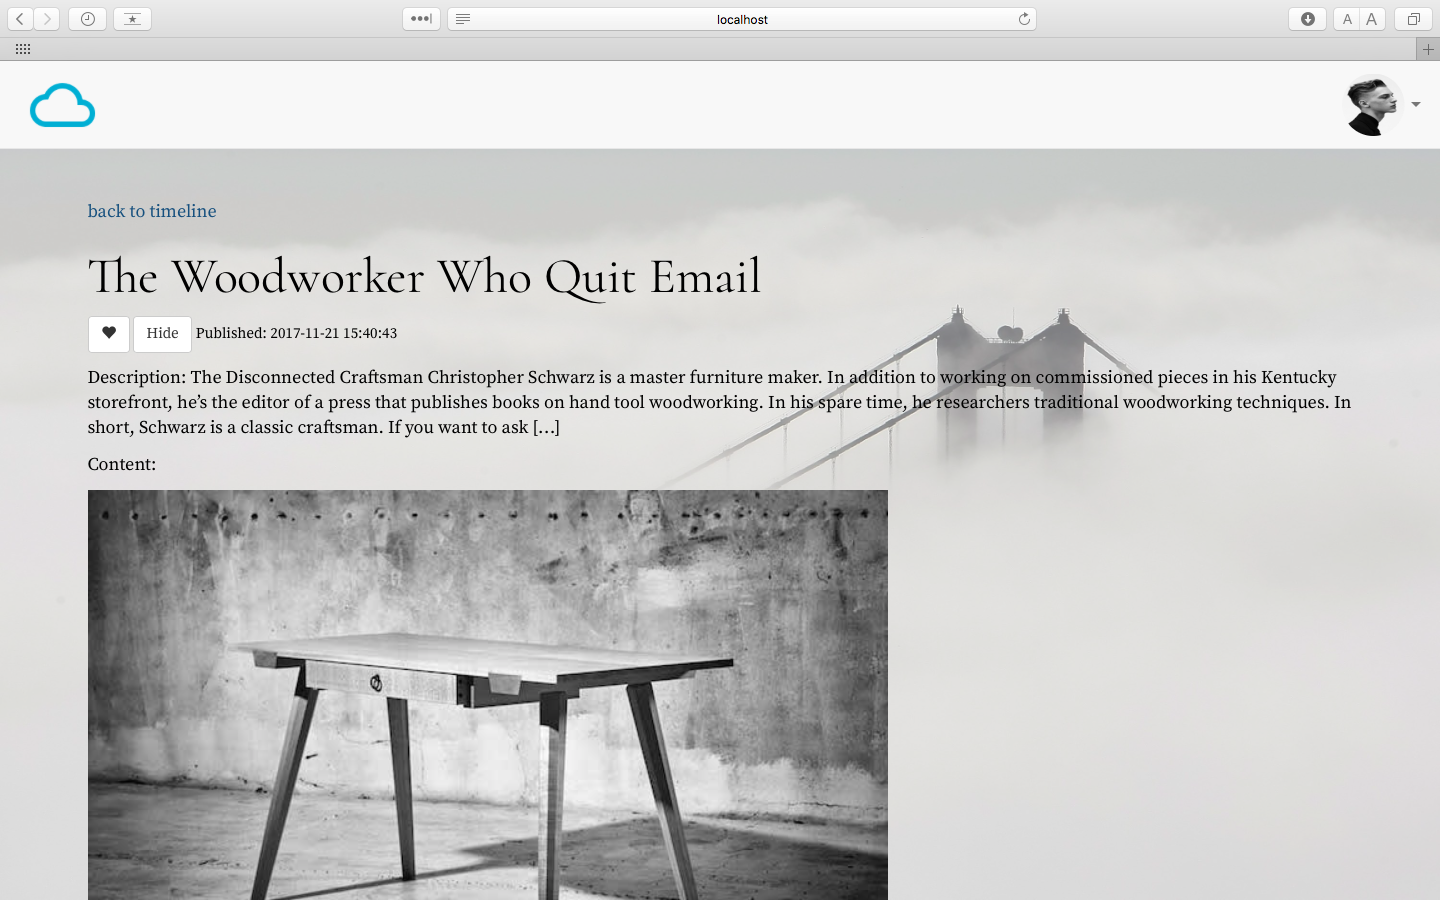 localhost
A A
back to timeline
The Woodworker Who Quit Email
Hide Published: 2017-11-21 15:40:43
Description: The Disconnected Craftsman Christopher Schwarz is a master furniture maker. In addition to working on commissioned pieces in his Kentucky
storefront, he’s the editor of a press that publishes books on hand tool woodworking. In his spare time, he researchers traditional woodworking techniques. In
short, Schwarz is a classic craftsman. If you want to ask […]
Content: